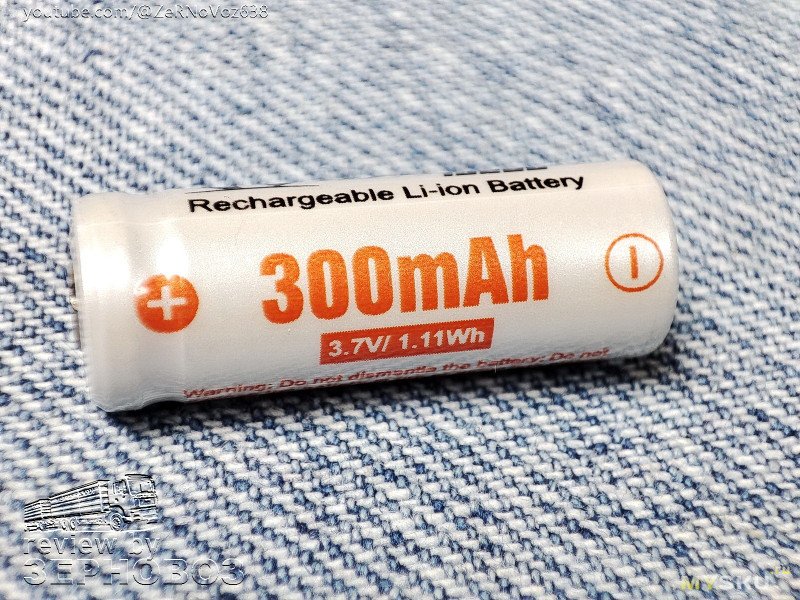 youtube.com/@ZeRNoVoz638
Rechargeable Li-ion Battery
+
300mAh
3.7V/ 1.11Wh
Warning: Do not dismantle the battery. Do not
review by
ЗЕРНОВОЗ
MYSKU